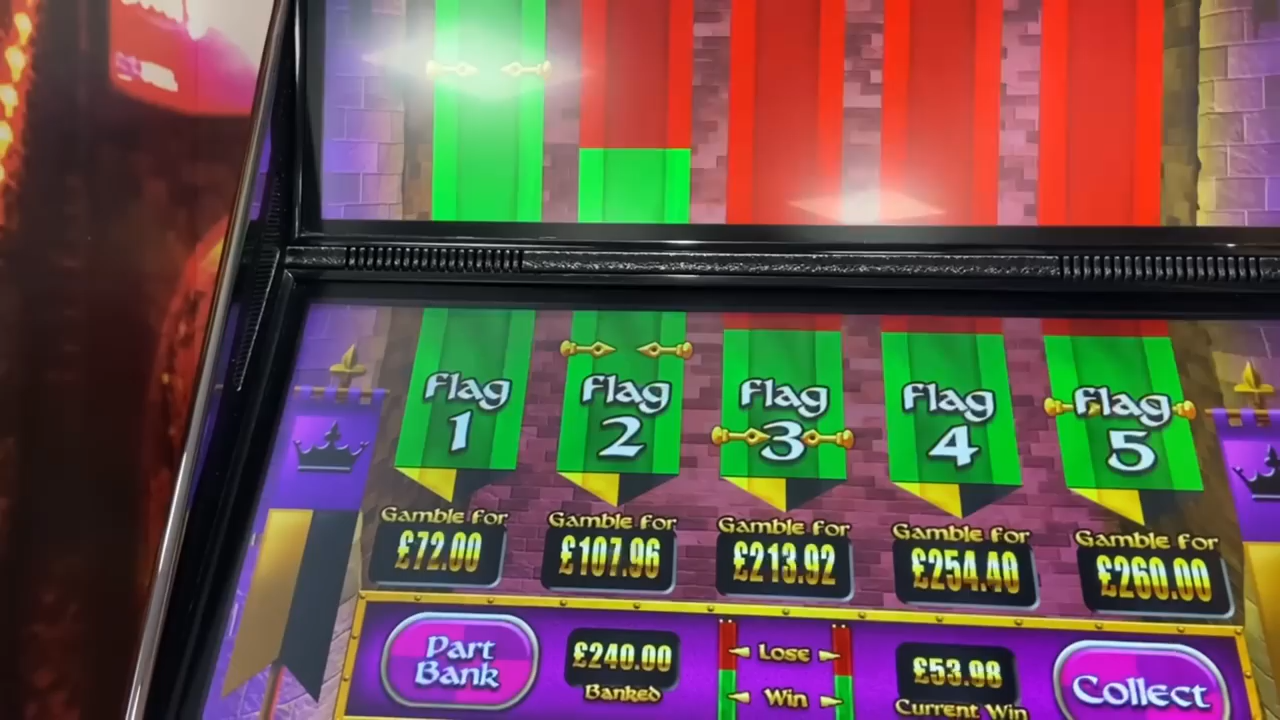 Flag
1
Flag
2
Flag
3
Flag
4
Flag
5
Gamble for
£72.00
Gamble for
£107.96
Gamble for
£213.92
Gamble for
£254.40
Gamble for
£260.00
Part
Bank
£240.00
Banked
Lose
Win
£53.98
Current Win
Collect